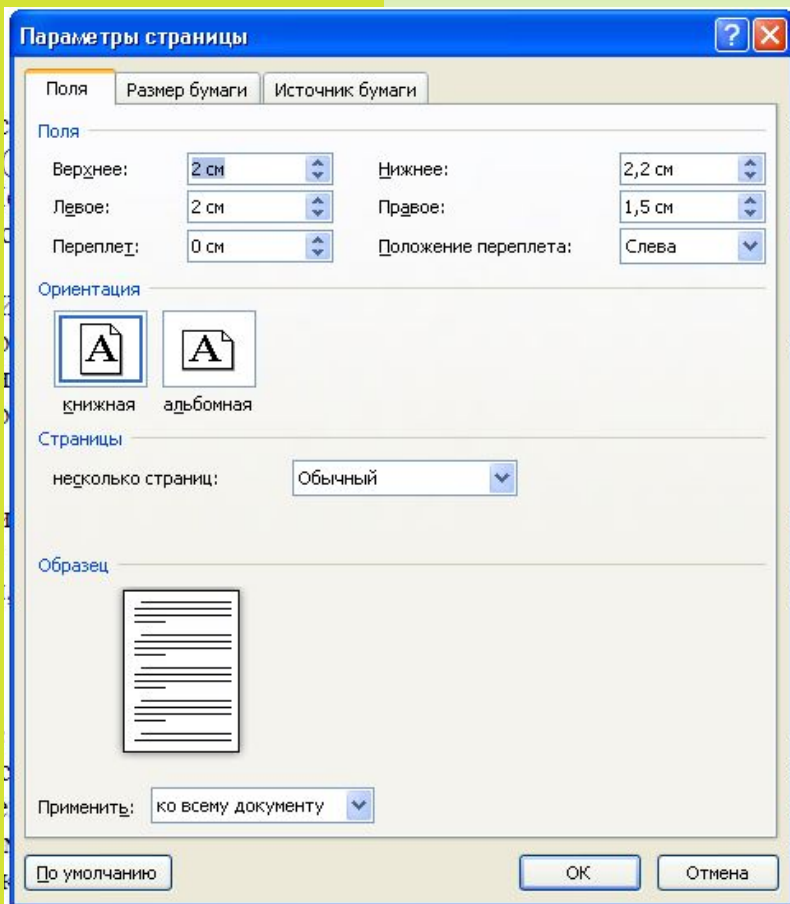 Параметры страницы
Поля Размер бумаги Источник бумаги
Поля
Верхнее: 2 см Нижнее: 2,2 см
Левое: 2 см Правое: 1,5 см
Переплет: 0 см Положение переплета: Слева
Ориентация
A A
книжная альбомная
Страницы
несколько страниц: Обычный
Образец
Применить: ко всему документу
По умолчанию ОК Отмена